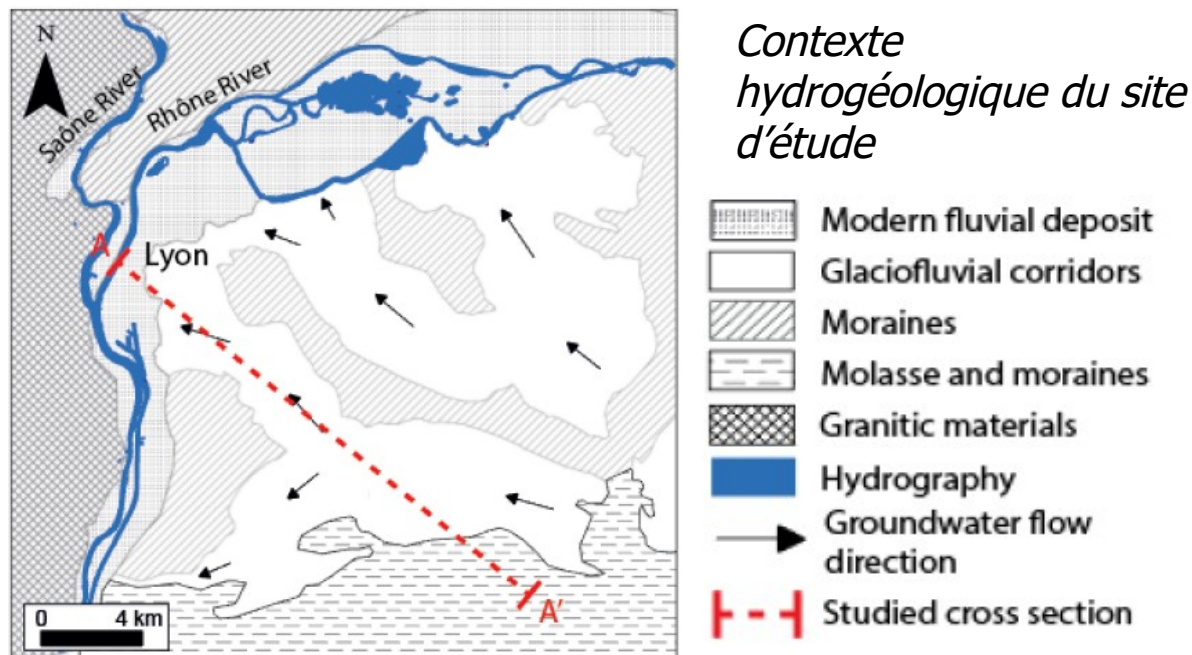 N
Saône River
Rhône River
A
Lyon
A'
0 4 km
Contexte
hydrogéologique du site
d'étude
Modern fluvial deposit
Glaciofluvial corridors
Moraines
Molasse and moraines
Granitic materials
Hydrography
Groundwater flow
direction
Studied cross section